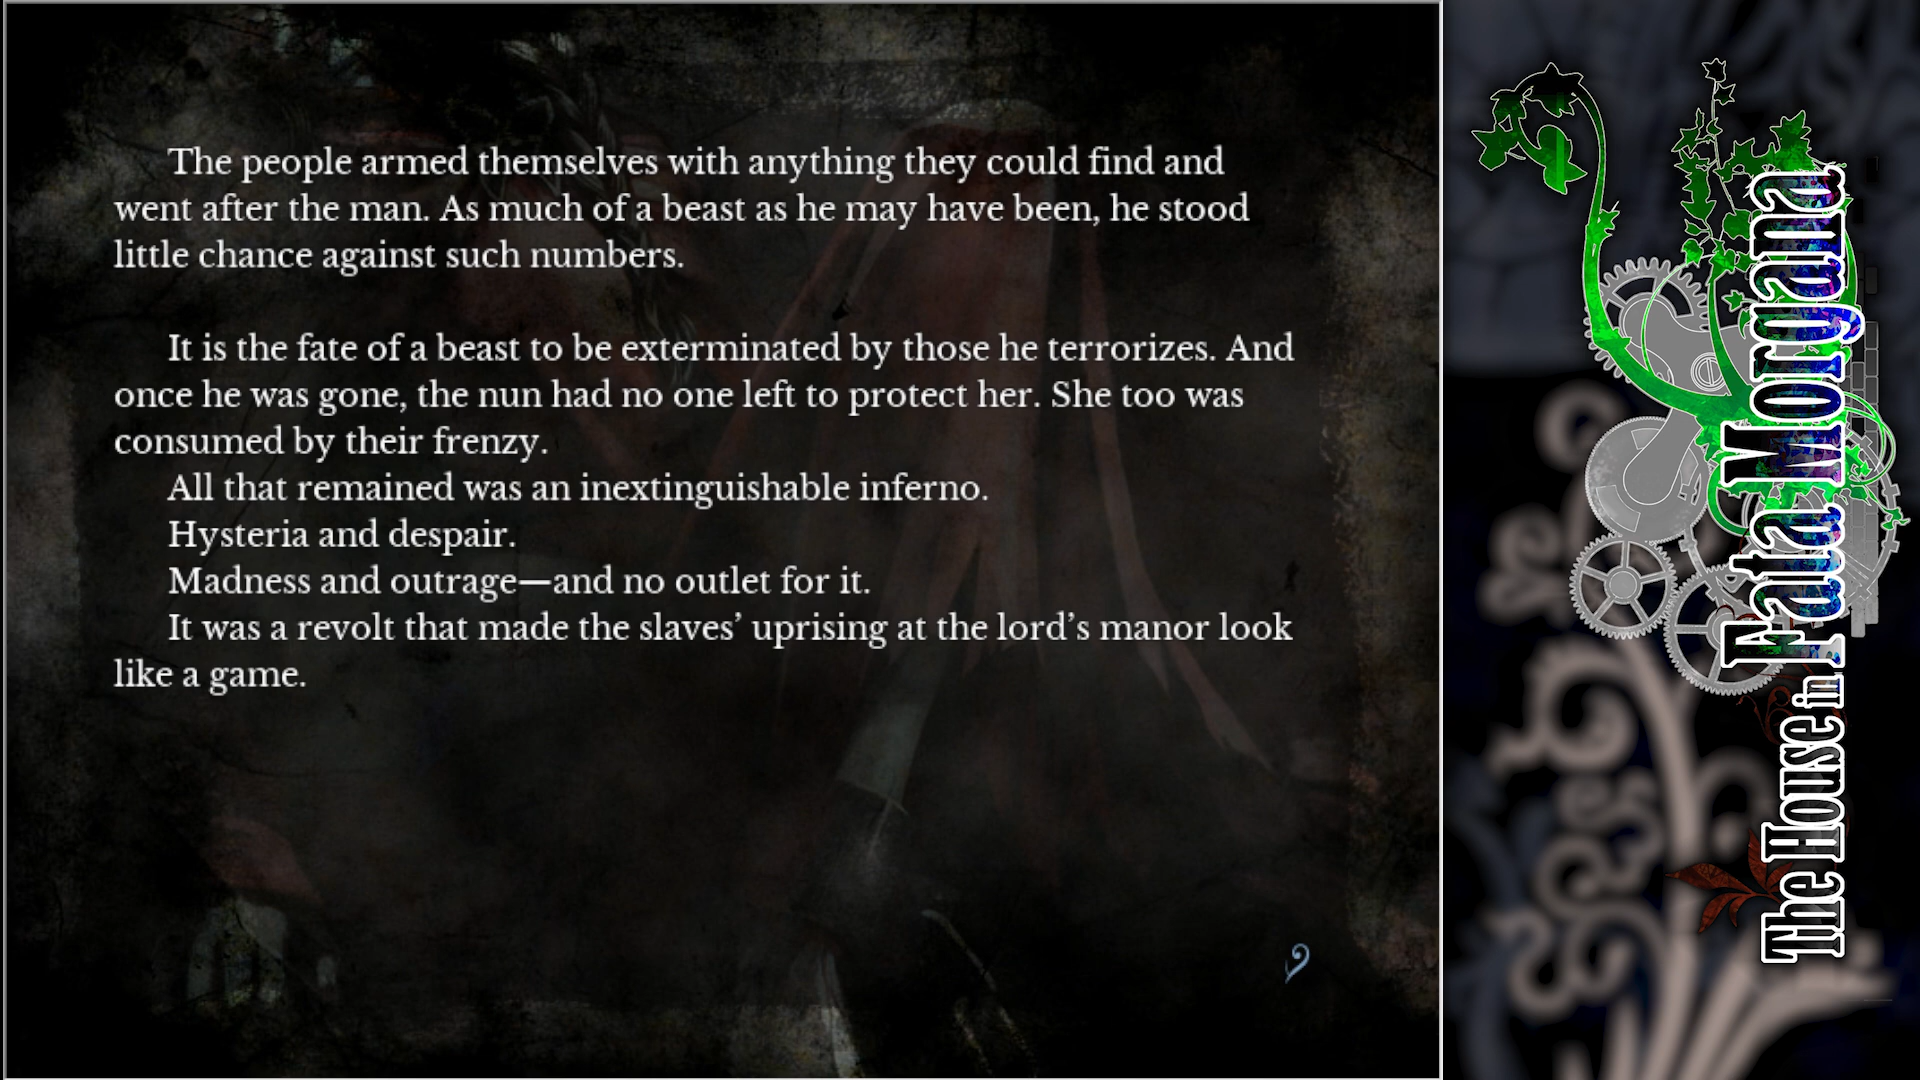 The people armed themselves with anything they could find and
went after the man. As much of a beast as he may have been, he stood
little chance against such numbers.
It is the fate of a beast to be exterminated by those he terrorizes. And
once he was gone, the nun had no one left to protect her. She too was
consumed by their frenzy.
All that remained was an inextinguishable inferno.
Hysteria and despair.
Madness and outrage—and no outlet for it.
It was a revolt that made the slaves’ uprising at the lord’s manor look
like a game.
The House in Fata Morgana